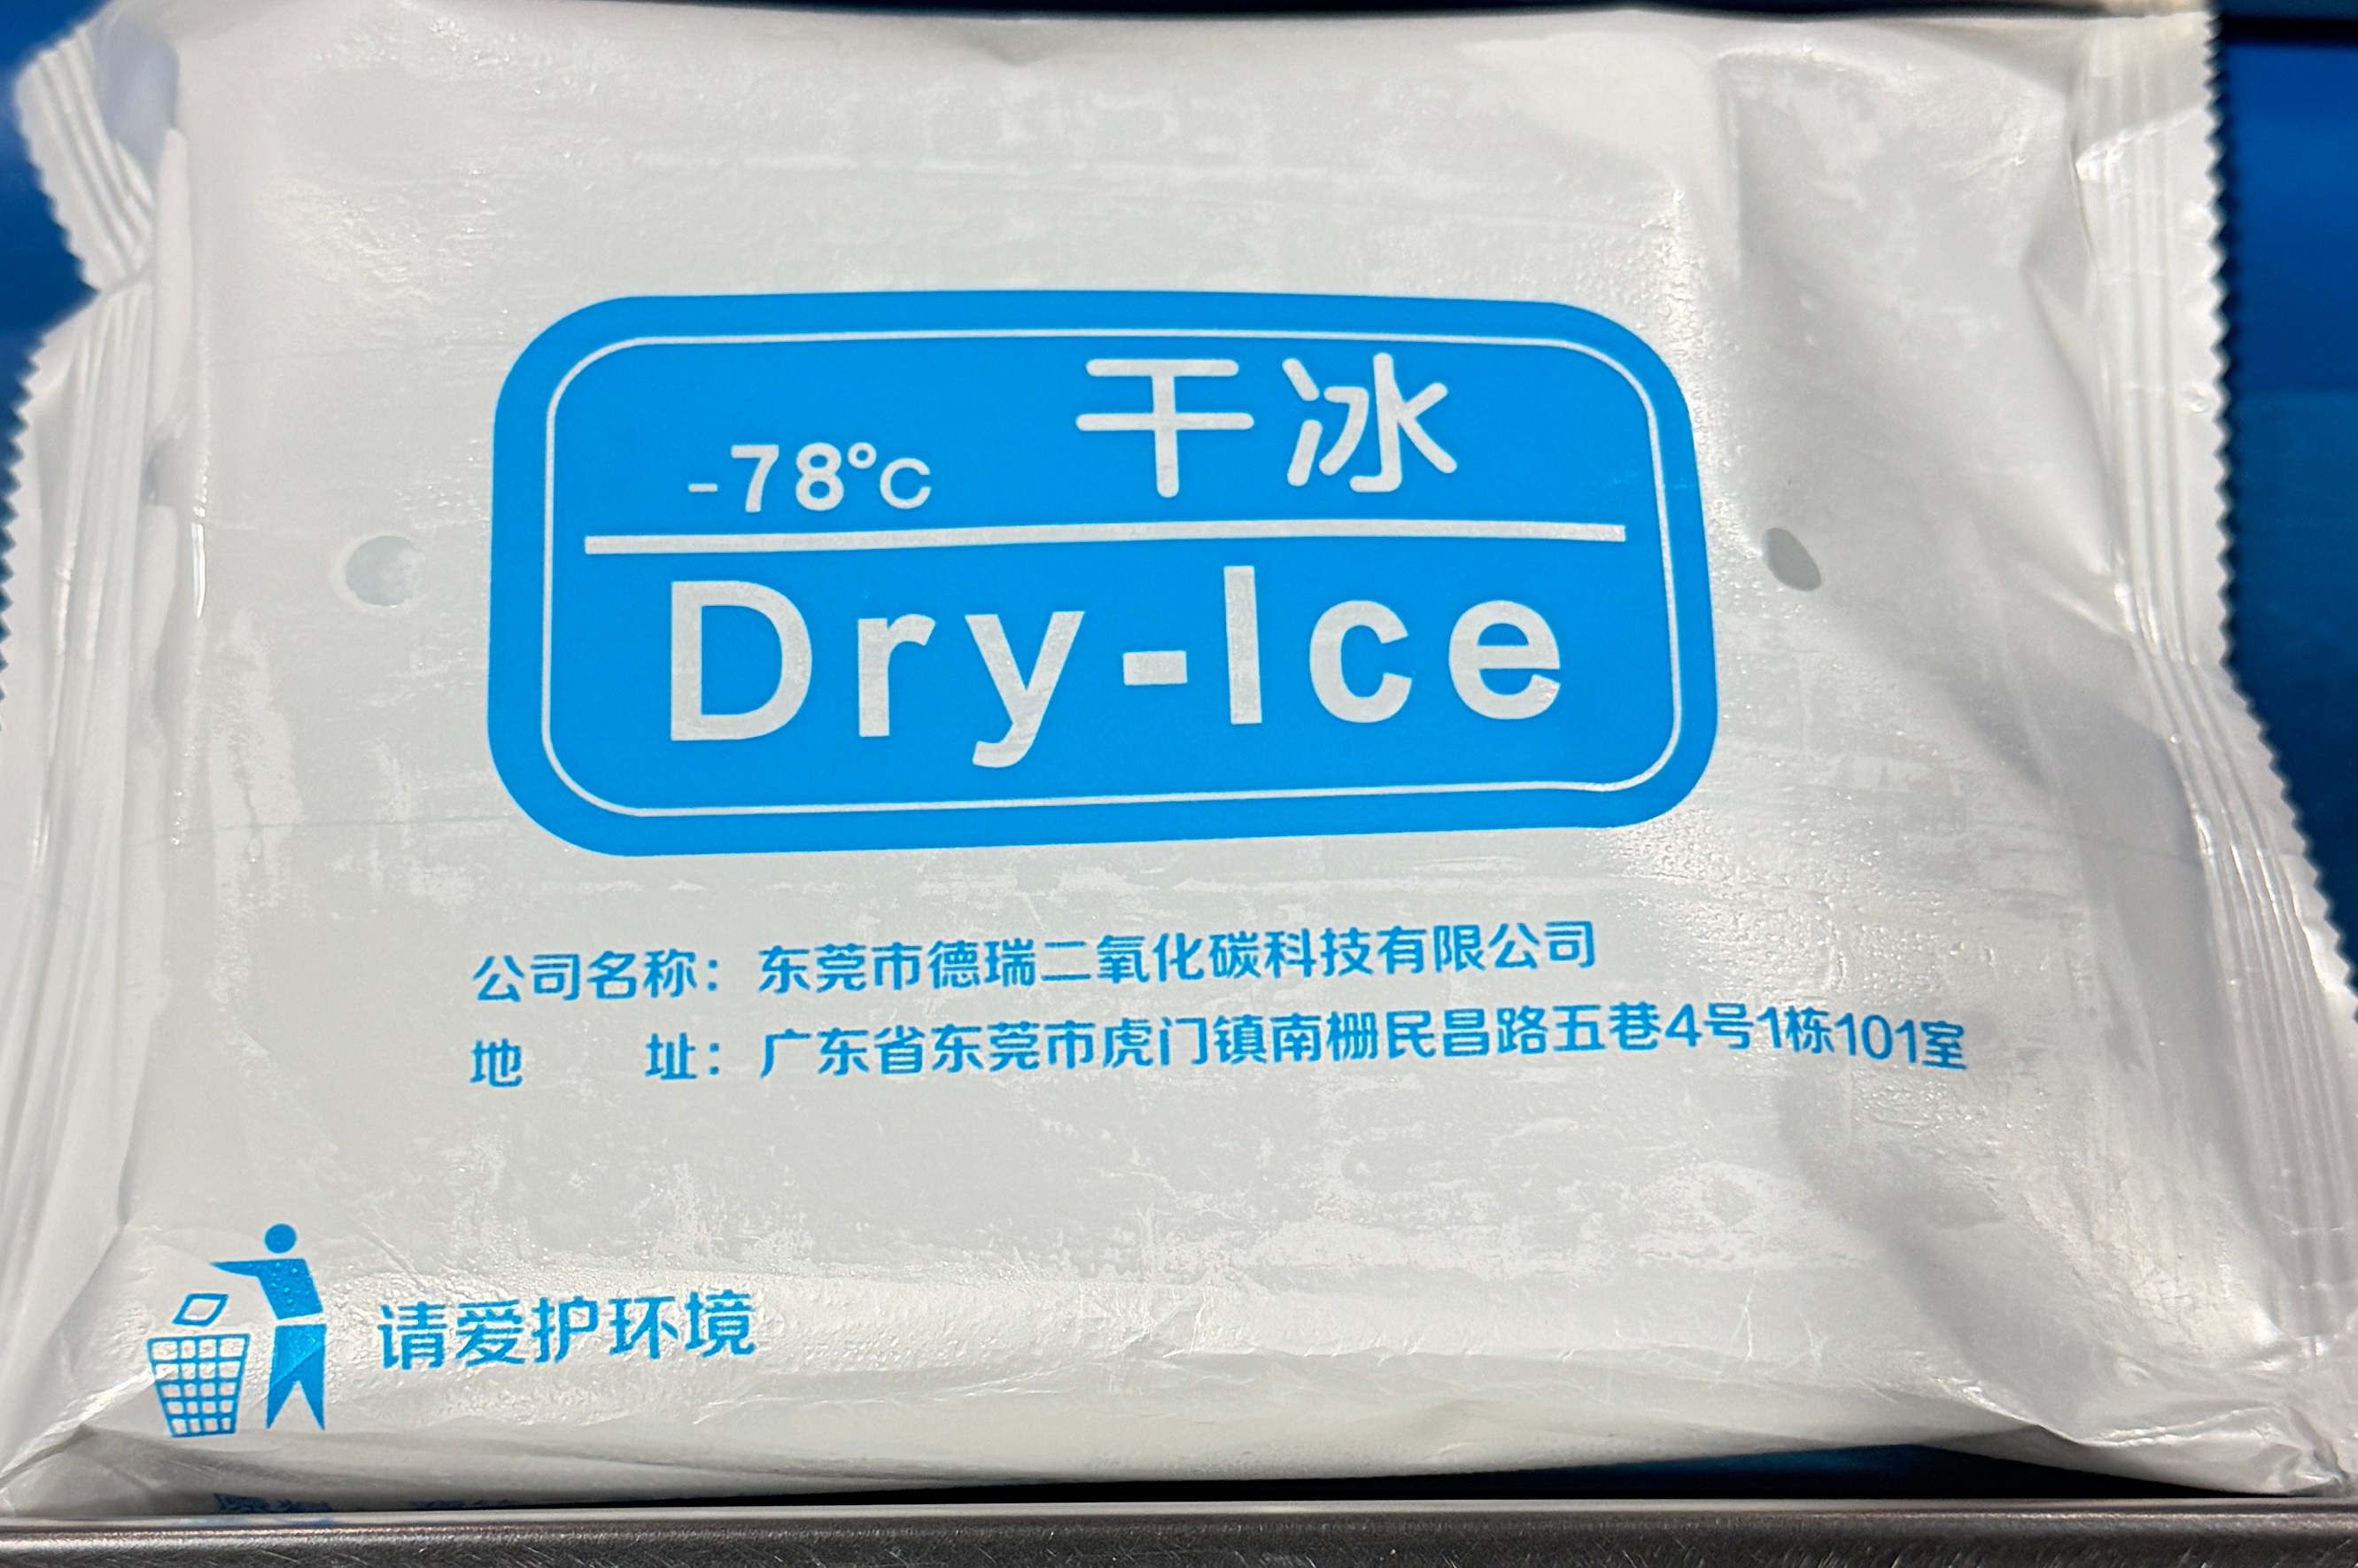 -78℃ 干冰
Dry-Ice
公司名称：东莞市德瑞二氧化碳科技有限公司
地 址：广东省东莞市虎门镇南栅民昌路五巷4号1栋101室
请爱护环境